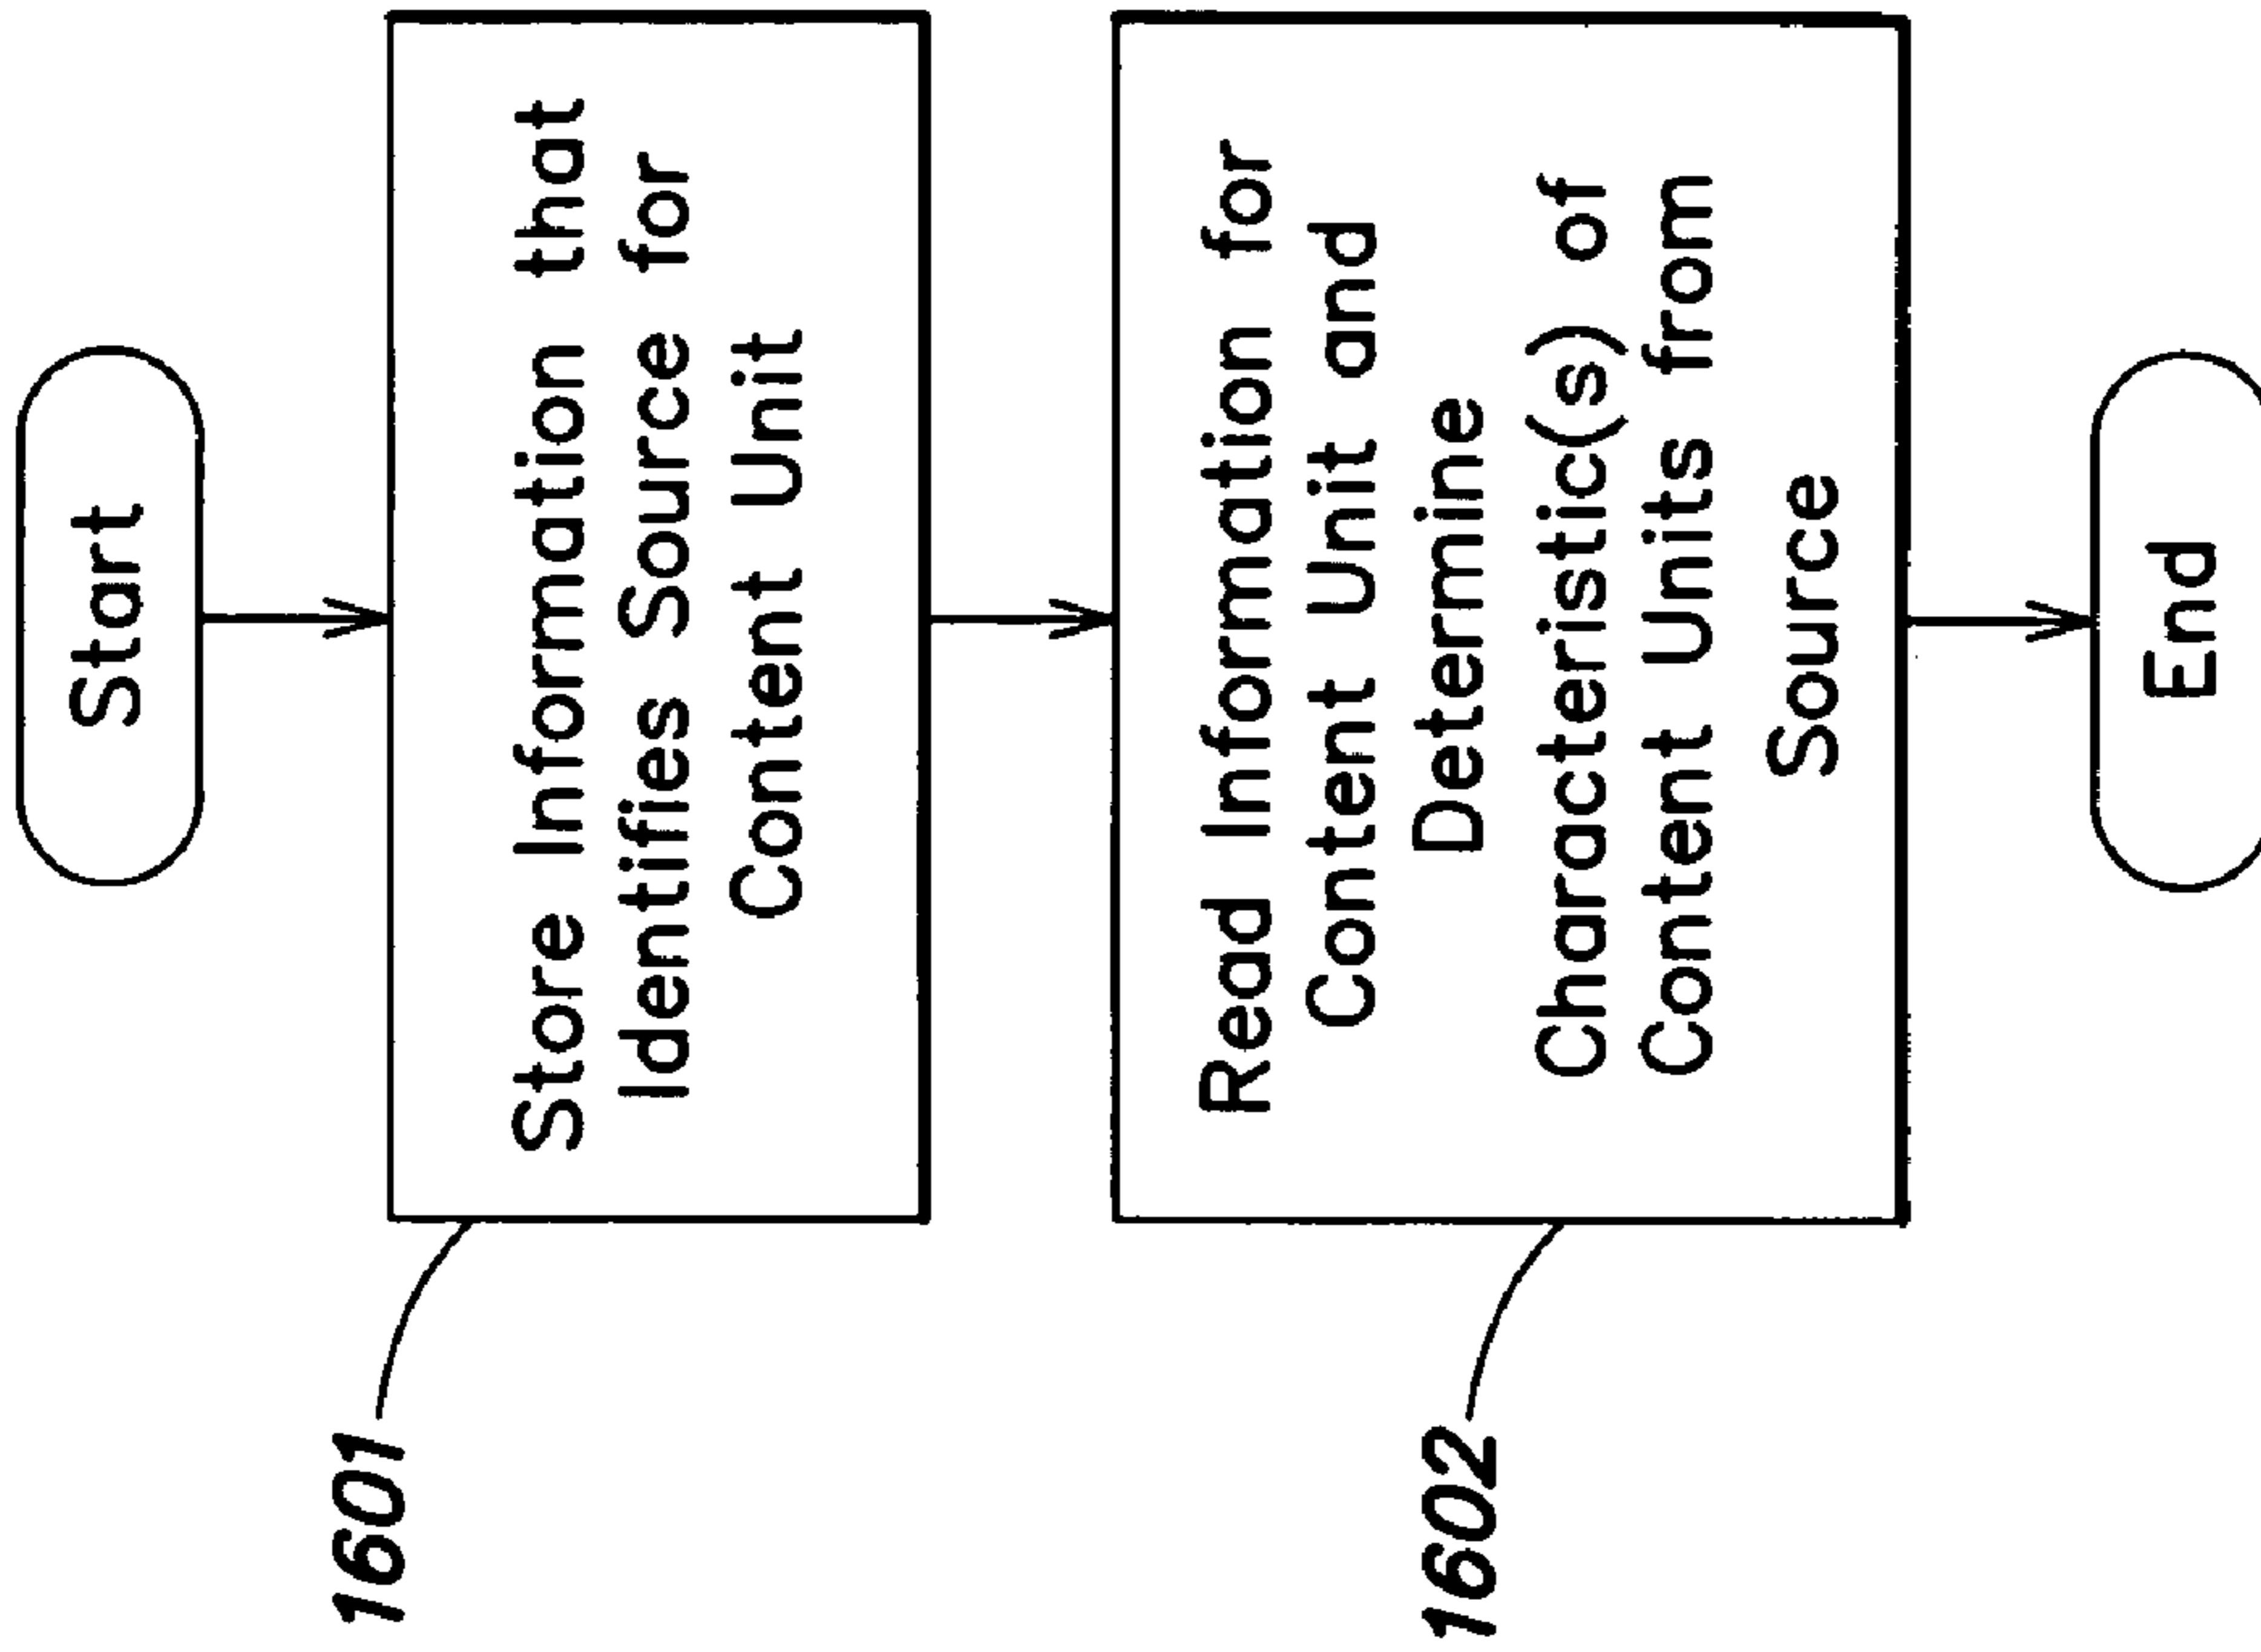 Start
1601
Store Information that
Identifies Source for
Content Unit
1602
Read Information for
Content Unit and
Determine
Characteristic(s) of
Content Units from
Source
End